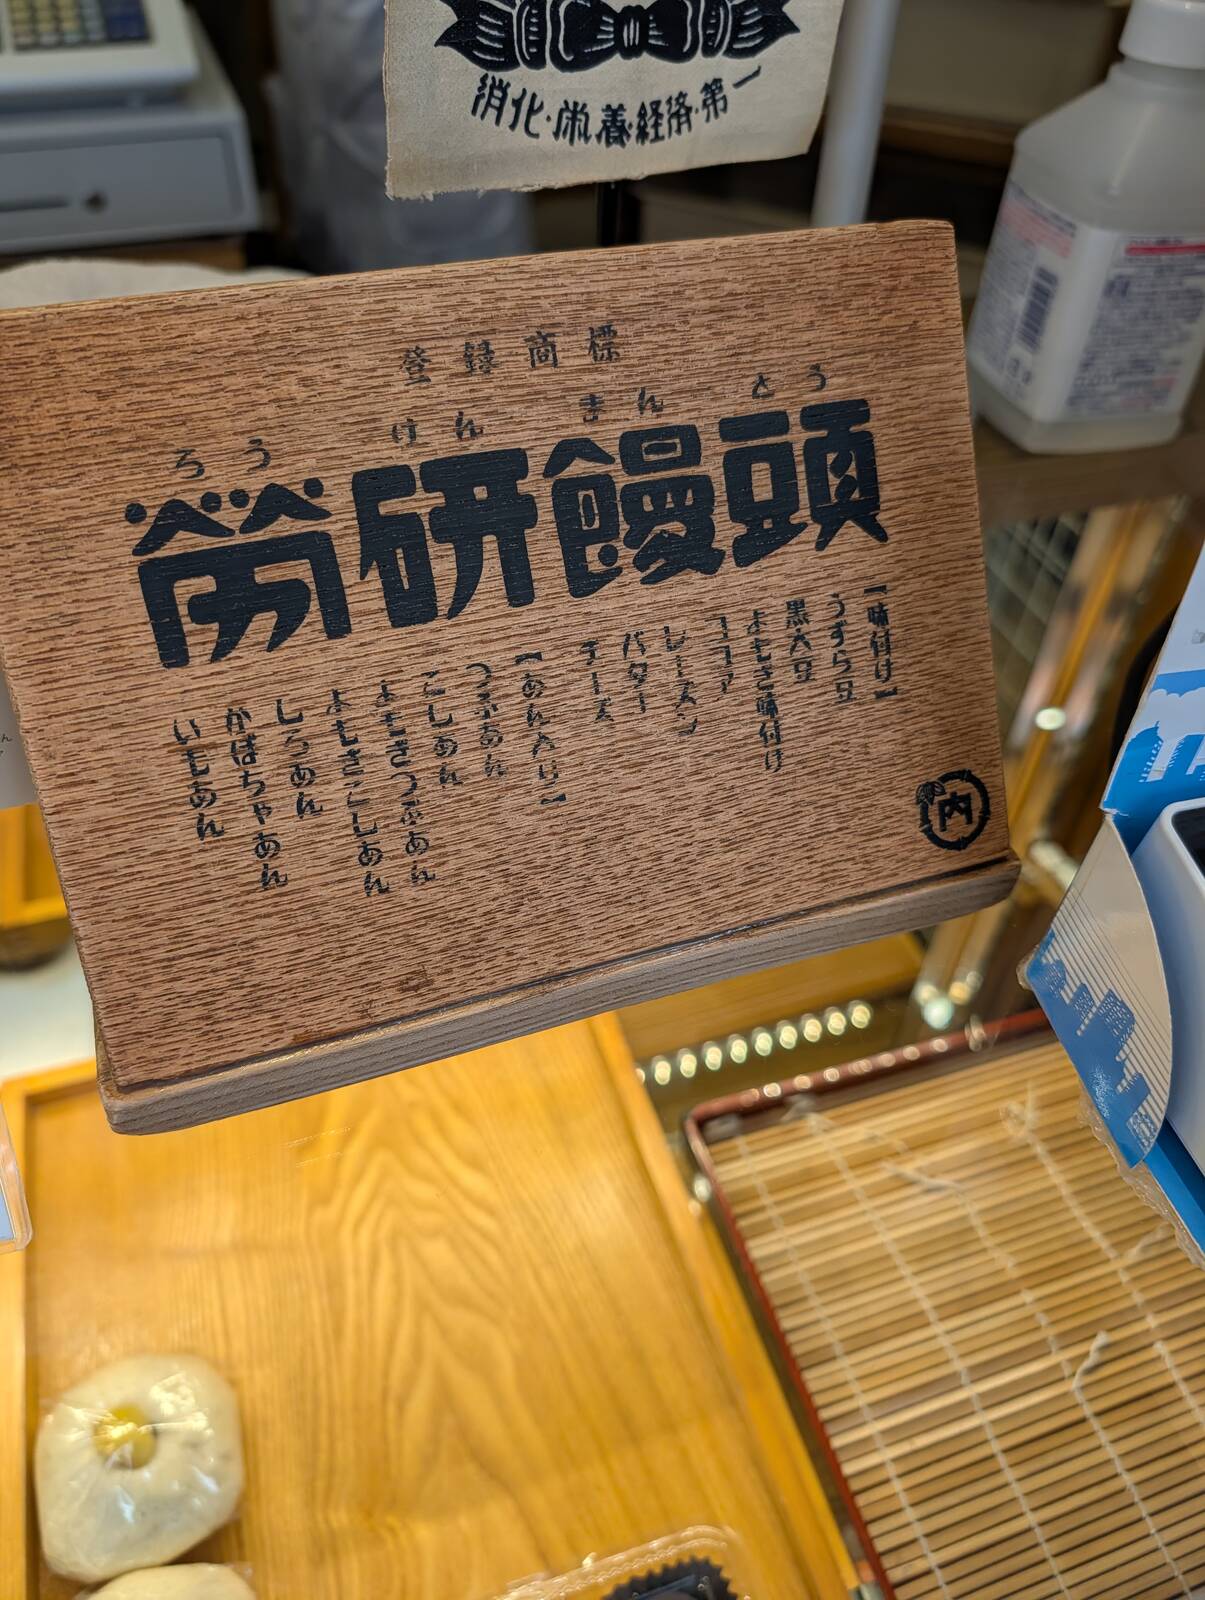 消化・栄養・経済・第一
登録商標
ろうけんまんとう
労研饅頭
【味付け】
うずら豆
黒大豆
よもぎ味付け
ココア
レーズン
バター
チーズ
【あん入り】
つぶあん
こしあん
よもぎつぶあん
よもぎこしあん
しろあん
かぼちゃあん
いもあん
内